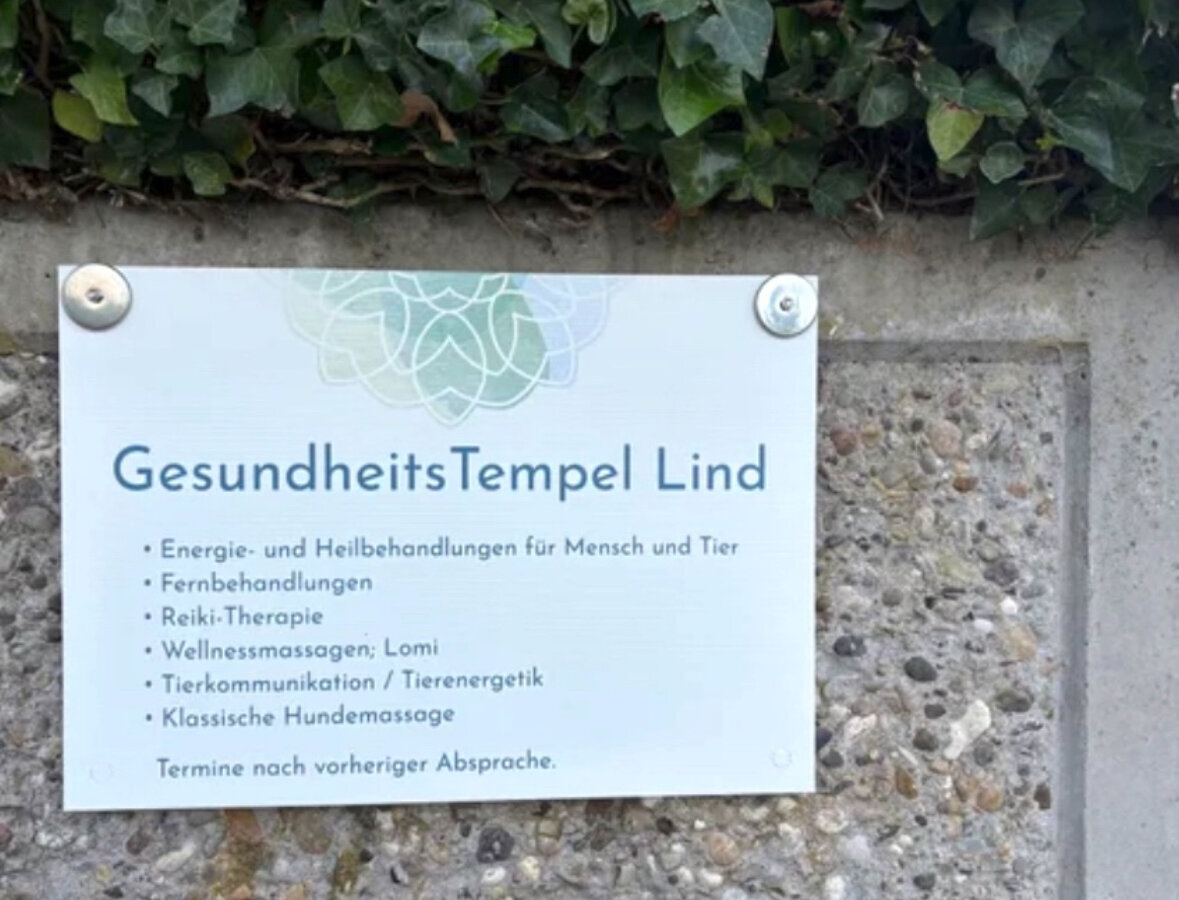 GesundheitsTempel Lind
• Energie- und Heilbehandlungen für Mensch und Tier
• Fernbehandlungen
• Reiki-Therapie
• Wellnessmassagen; Lomi
• Tierkommunikation / Tierenergetik
• Klassische Hundemassage
Termine nach vorheriger Absprache.